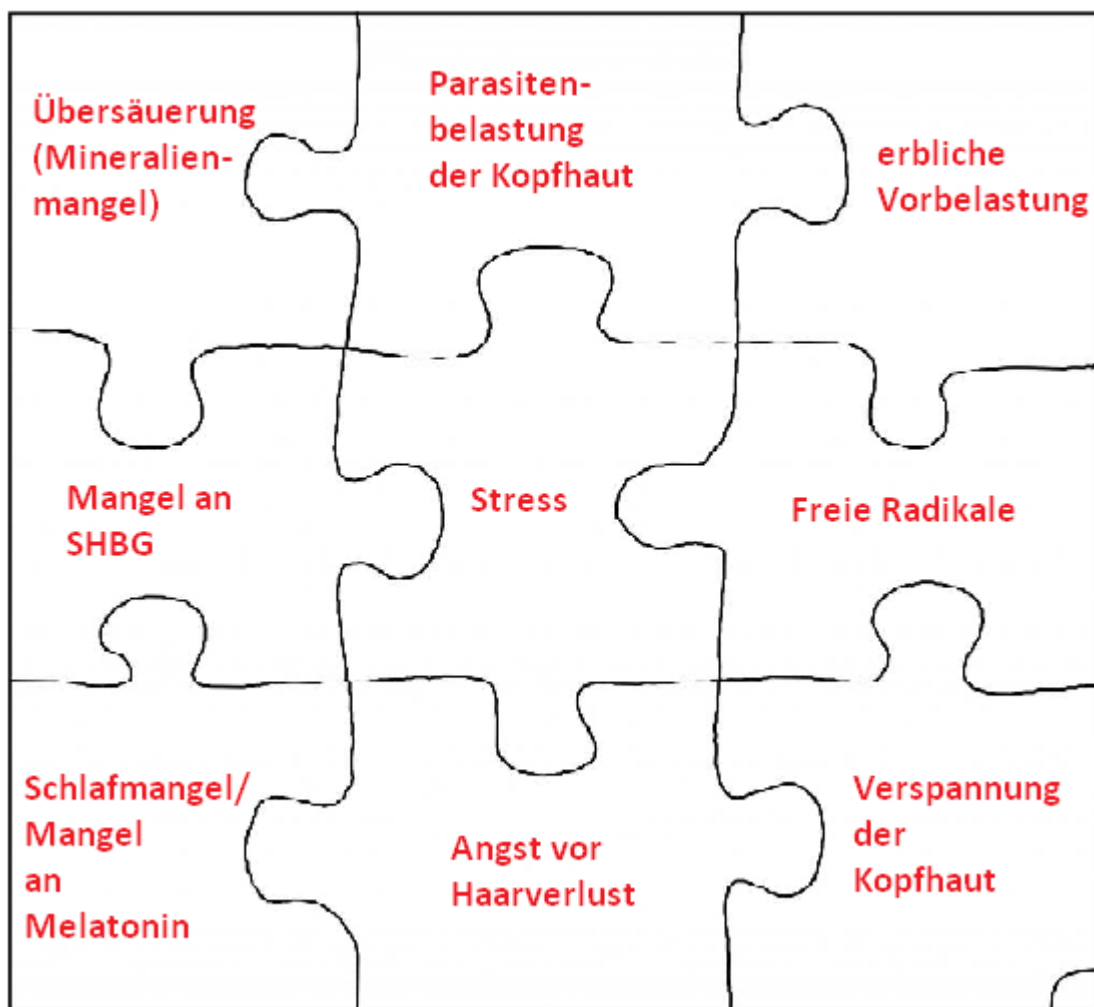 Übersäuerung
(Mineralien-
mangel)
Parasiten-
belastung
der Kopfhaut
erbliche
Vorbelastung
Mangel an
SHBG
Stress
Freie Radikale
Schlafmangel/
Mangel
an
Melatonin
Angst vor
Haarverlust
Verspannung
der
Kopfhaut